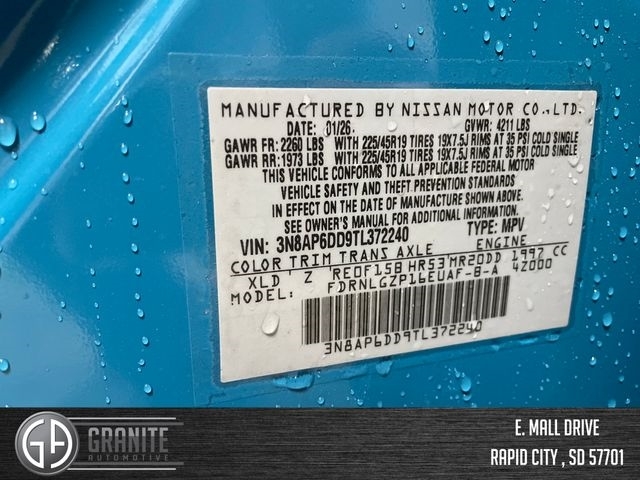 MANUFACTURED BY NISSAN MOTOR CO., LTD.
DATE: 01/26 GVWR: 4211 LBS
GAWR FR: 2260 LBS WITH 225/45R19 TIRES 19X7.5J RIMS AT 35 PSI COLD SINGLE
GAWR RR: 1973 LBS WITH 225/45R19 TIRES 19X7.5J RIMS AT 35 PSI COLD SINGLE
THIS VEHICLE CONFORMS TO ALL APPLICABLE FEDERAL MOTOR
VEHICLE SAFETY AND THEFT PREVENTION STANDARDS
IN EFFECT ON THE DATE OF MANUFACTURE SHOWN ABOVE.
SEE OWNER'S MANUAL FOR ADDITIONAL INFORMATION
VIN: 3N8AP6DD9TL372240 TYPE: MPV
COLOR TRIM TRANS AXLE ENGINE
XLD Z RE0F15B HR53 MR20DD 1997 CC
MODEL: FDRNLGZP16EUAF-B-A 4Z000
3N8AP6DD9TL372240
GA GRANITE
AUTOMOTIVE
E. MALL DRIVE
RAPID CITY , SD 57701